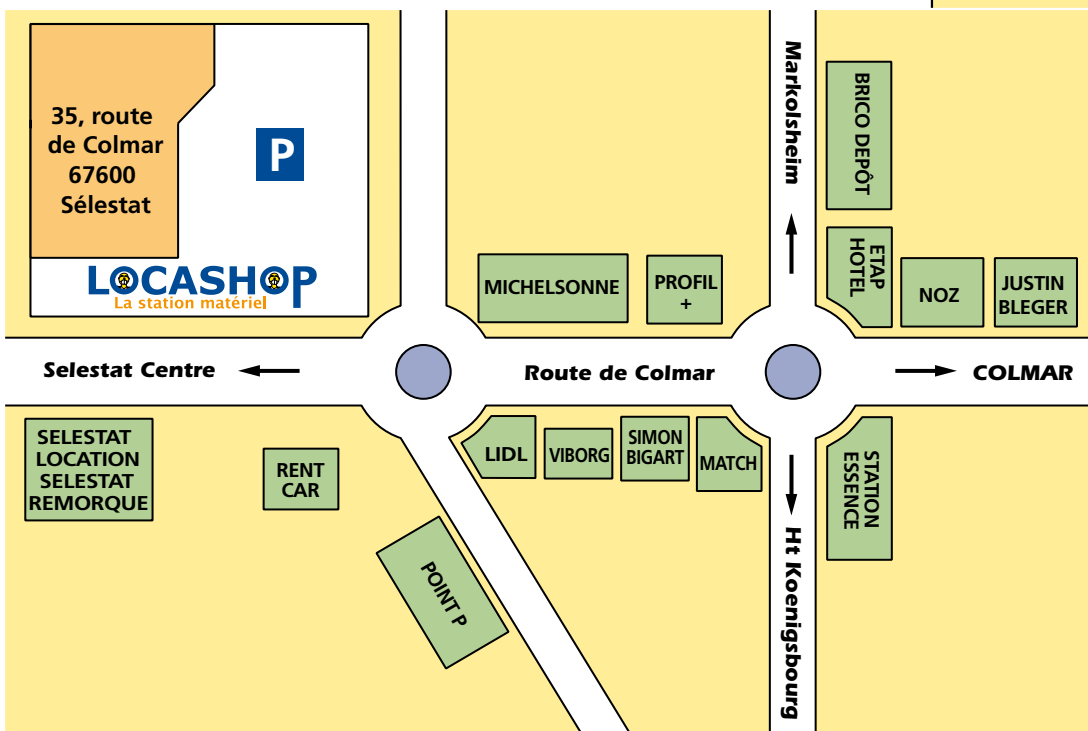 35, route
de Colmar
67600
Sélestat
P
LOCASHOP
La station matériel
MICHELSONNE
PROFIL
+
Markolsheim
BRICO DEPÔT
ETAP
HOTEL
NOZ
JUSTIN
BLEGER
Selestat Centre
Route de Colmar
COLMAR
SELESTAT
LOCATION
SELESTAT
REMORQUE
RENT
CAR
LIDL
VIBORG
SIMON
BIGART
MATCH
STATION
ESSENCE
POINT P
Ht Koenigsbourg